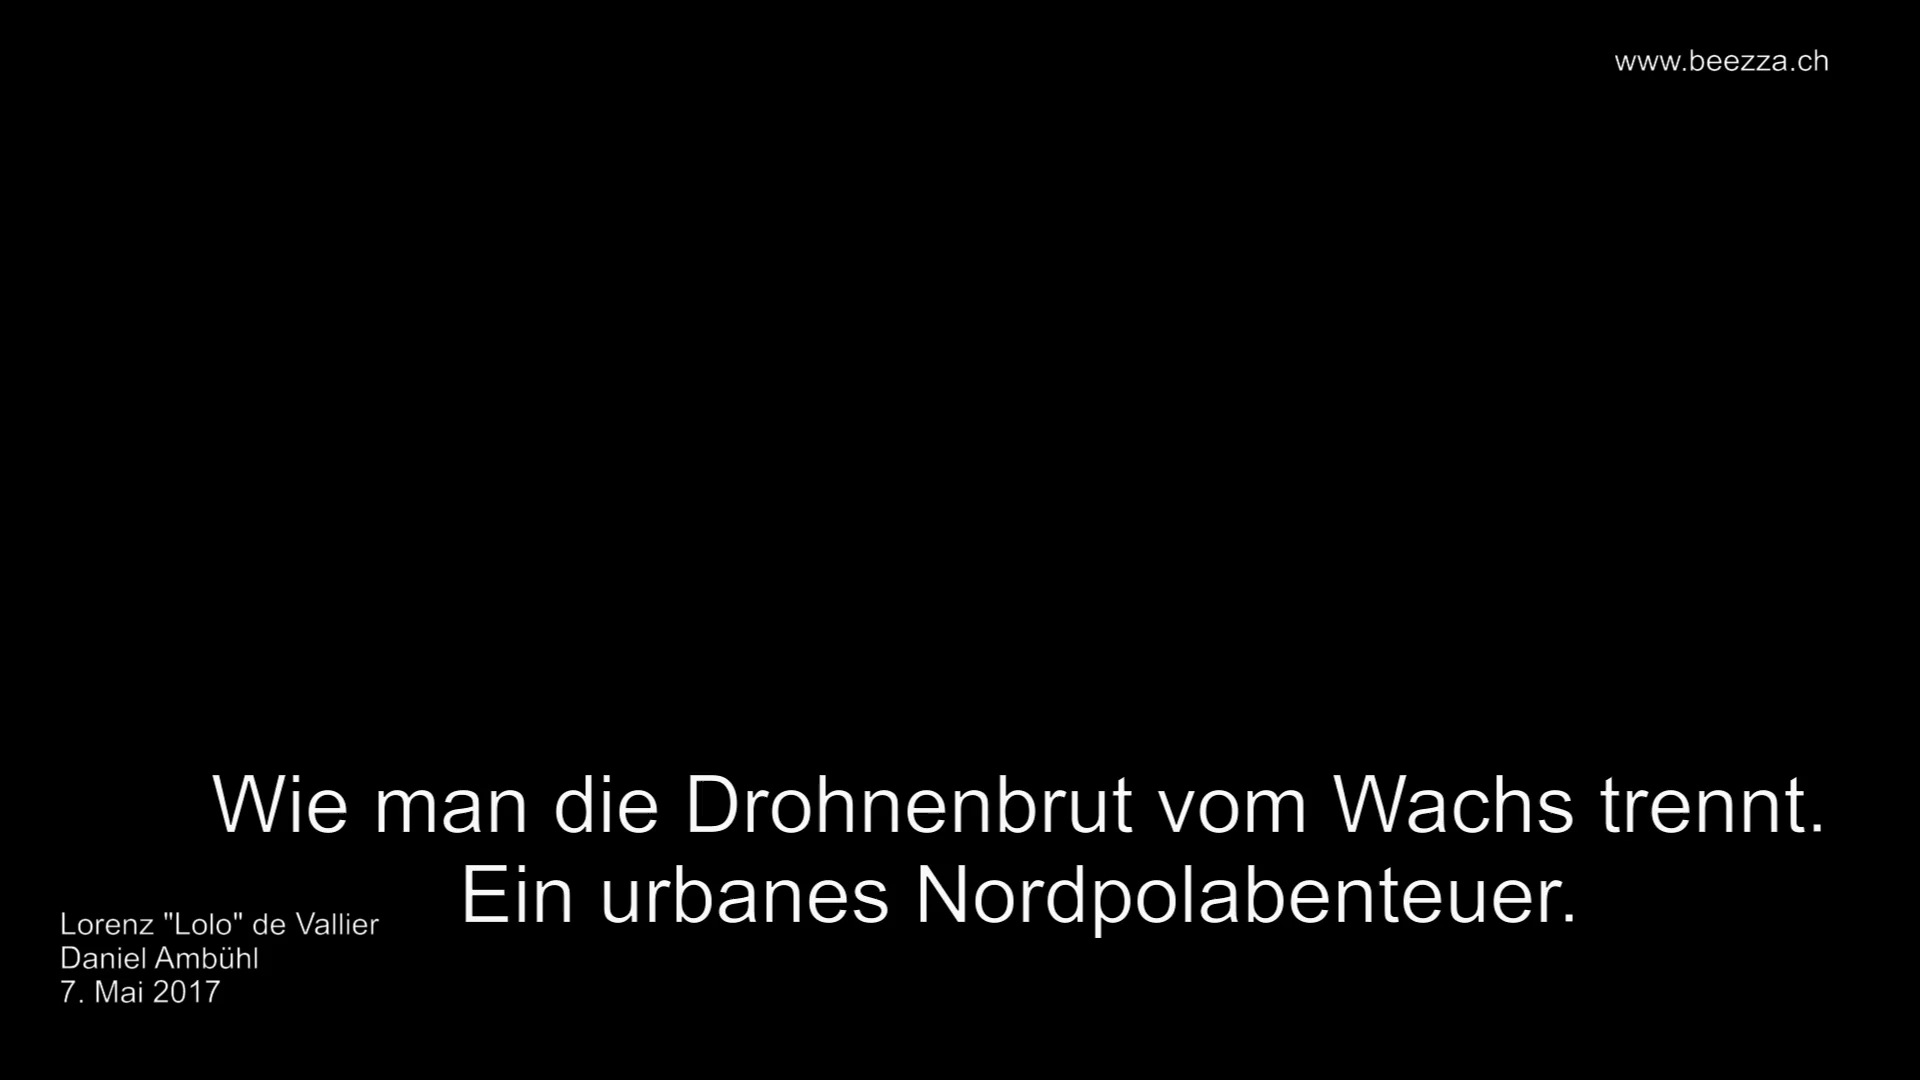 www.beezza.ch
Wie man die Drohnenbrut vom Wachs trennt.
Ein urbanes Nordpolabenteuer.
Lorenz "Lolo" de Vallier
Daniel Ambühl
7. Mai 2017